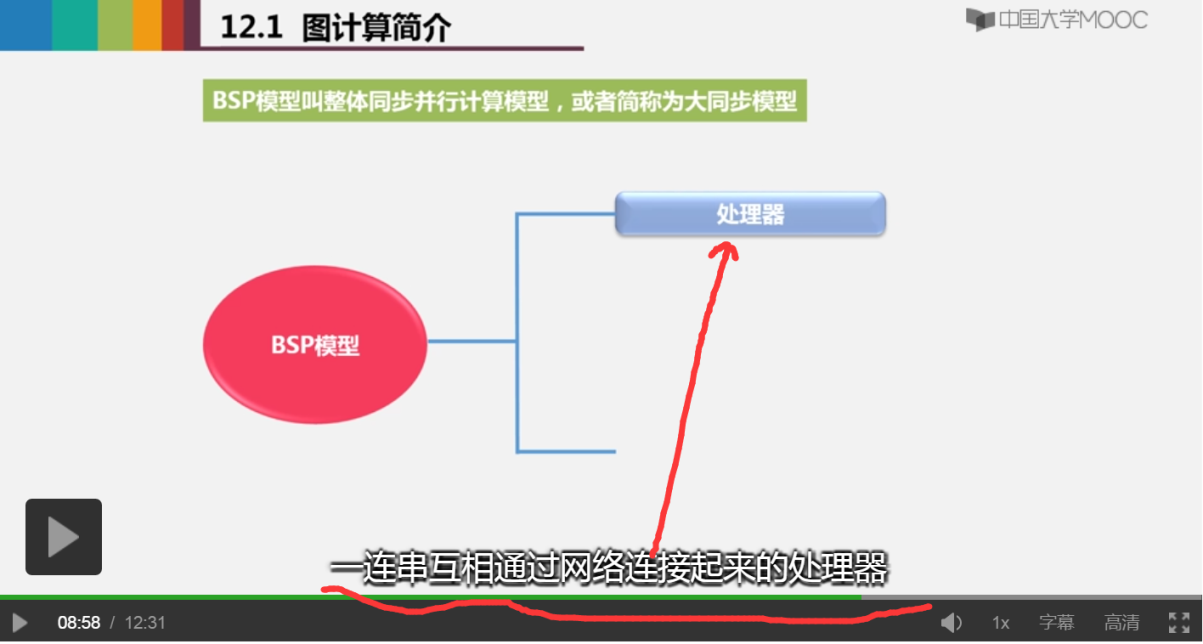 12.1 图计算简介
中国大学MOOC
BSP模型叫整体同步并行计算模型，或者简称为大同步模型
处理器
BSP模型
一连串互相通过网络连接起来的处理器
08:58 / 12:31
1x
字幕
高清